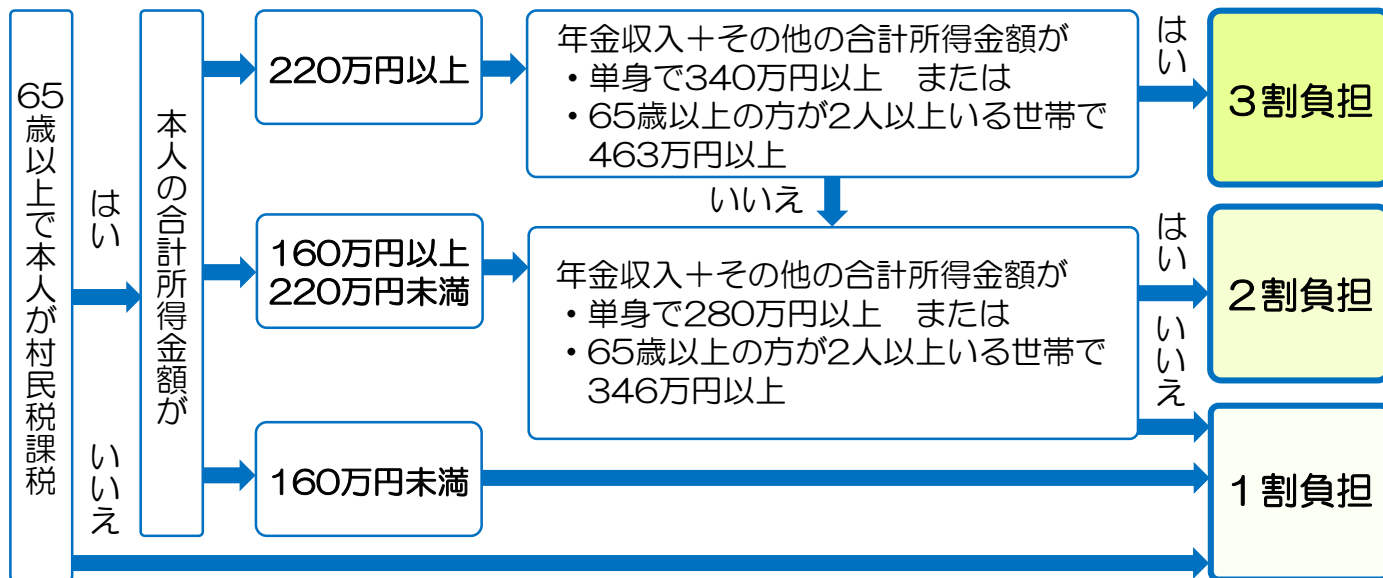 65歳以上で本人が村民税課税
はい
いいえ
本人の合計所得金額が
220万円以上
年金収入＋その他の合計所得金額が
・単身で340万円以上　または
・65歳以上の方が2人以上いる世帯で
463万円以上
はい
３割負担
いいえ
160万円以上
220万円未満
年金収入＋その他の合計所得金額が
・単身で280万円以上　または
・65歳以上の方が2人以上いる世帯で
346万円以上
はい
２割負担
いいえ
160万円未満
１割負担